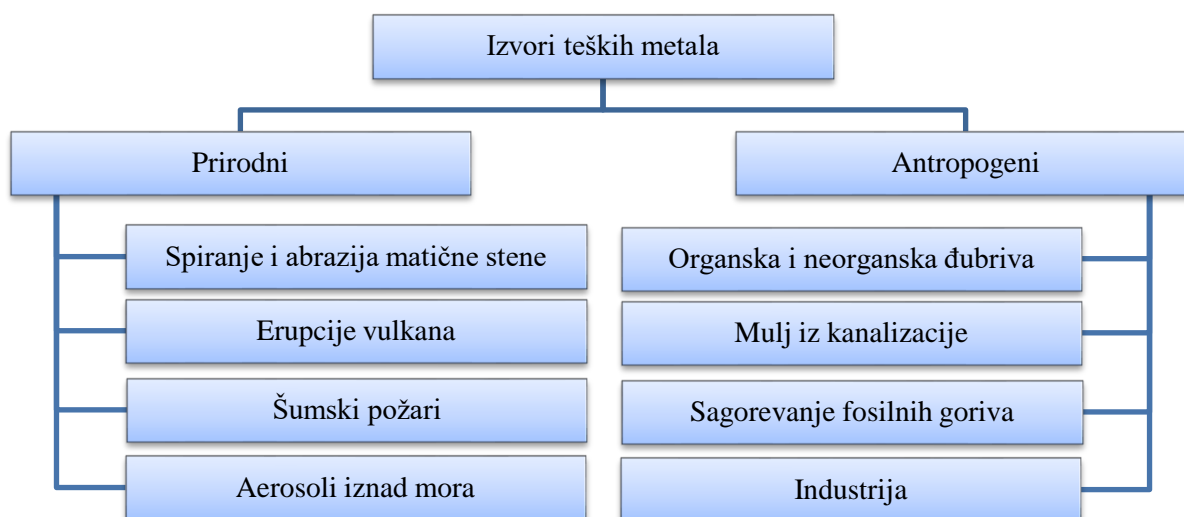 Izvori teških metala
Prirodni
Antropogeni
Spiranje i abrazija matične stene
Erupcije vulkana
Šumski požari
Aerosoli iznad mora
Organska i neorganska đubriva
Mulj iz kanalizacije
Sagorevanje fosilnih goriva
Industrija